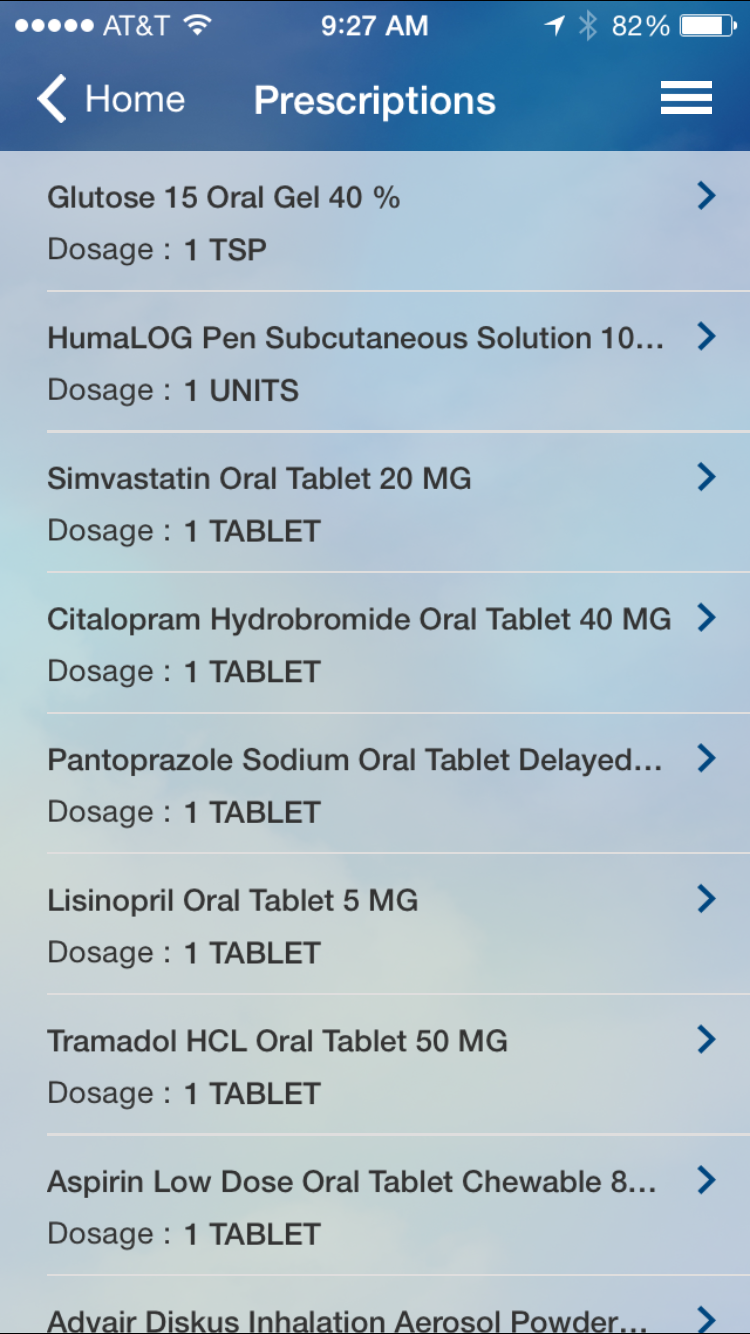 AT&T 9:27 AM 82%
Home Prescriptions
Glutose 15 Oral Gel 40 %
Dosage : 1 TSP
HumaLOG Pen Subcutaneous Solution 10...
Dosage : 1 UNITS
Simvastatin Oral Tablet 20 MG
Dosage : 1 TABLET
Citalopram Hydrobromide Oral Tablet 40 MG
Dosage : 1 TABLET
Pantoprazole Sodium Oral Tablet Delayed...
Dosage : 1 TABLET
Lisinopril Oral Tablet 5 MG
Dosage : 1 TABLET
Tramadol HCL Oral Tablet 50 MG
Dosage : 1 TABLET
Aspirin Low Dose Oral Tablet Chewable 8...
Dosage : 1 TABLET
Advair Diskus Inhalation Aerosol Powder...